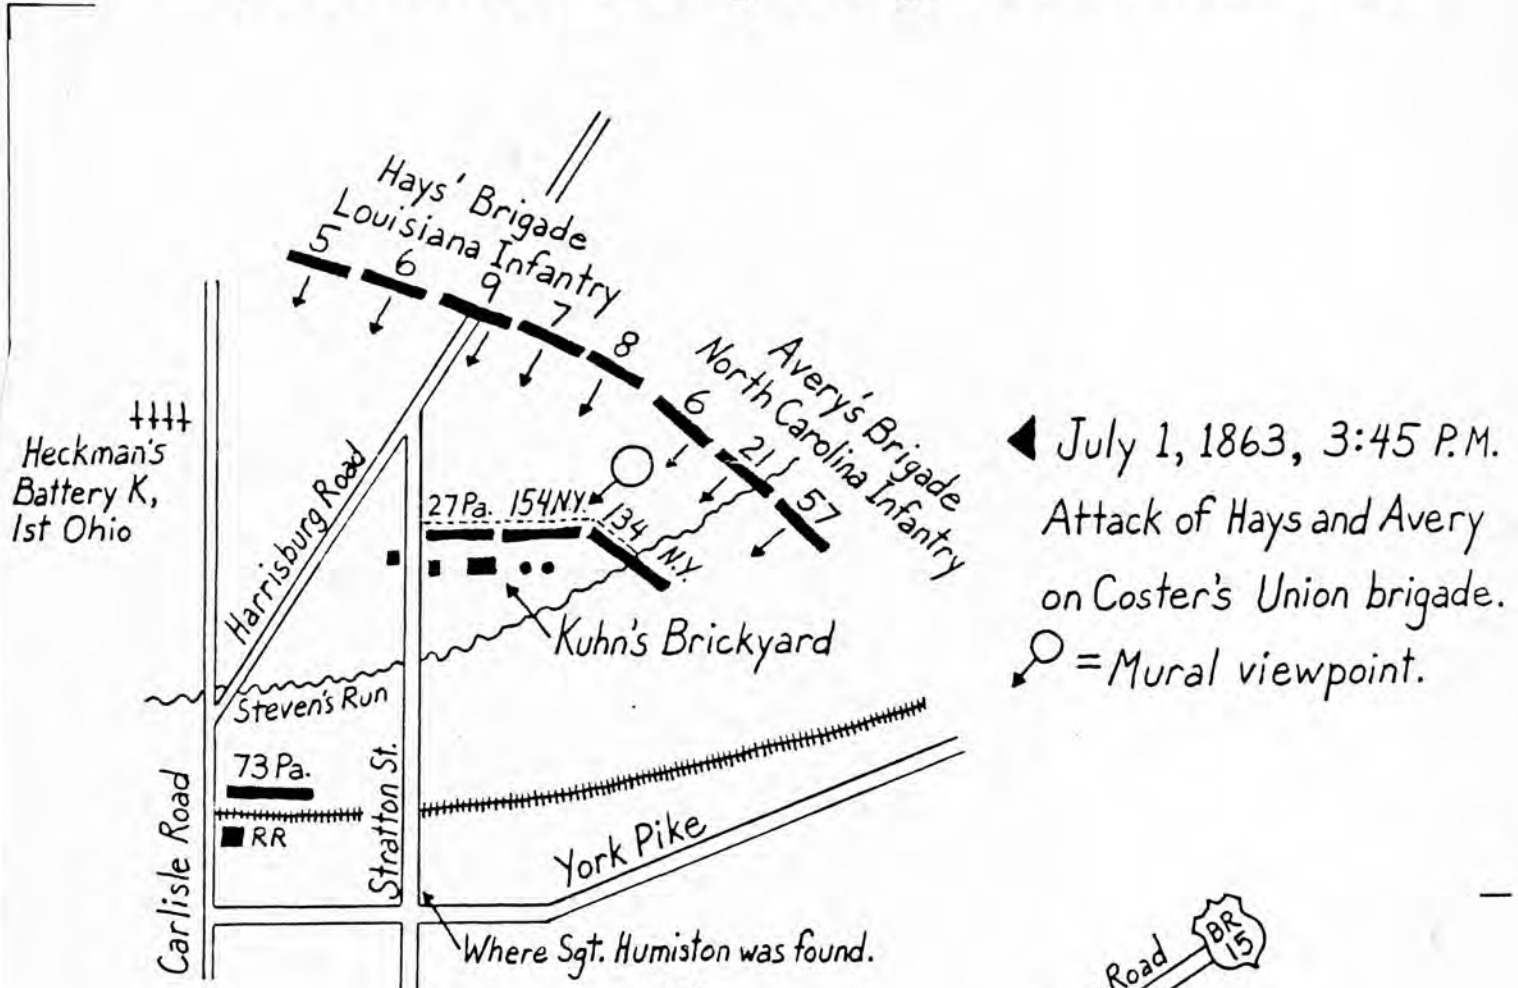 Hays' Brigade
Louisiana Infantry
5
6
9
7
8
Avery's Brigade
North Carolina Infantry
6
21
57
Heckman's
Battery K,
1st Ohio
Harrisburg Road
27 Pa.
154 N.Y.
134 N.Y.
Kuhn's Brickyard
Steven's Run
73 Pa.
RR
Carlisle Road
Stratton St.
York Pike
Where Sgt. Humiston was found.
July 1, 1863, 3:45 P.M.
Attack of Hays and Avery
on Coster's Union brigade.
= Mural viewpoint.
Road
BR
15